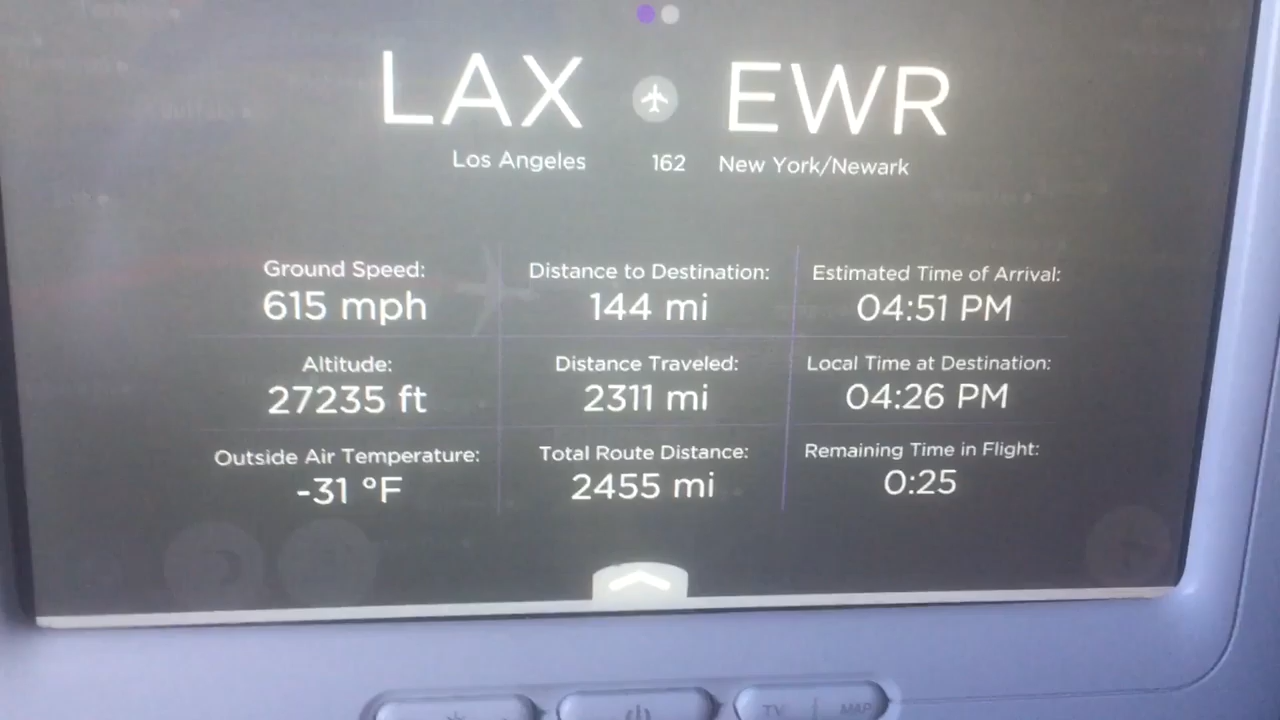 LAX EWR
Los Angeles 162 New York/Newark
Ground Speed: Distance to Destination: Estimated Time of Arrival:
615 mph 144 mi 04:51 PM
Altitude: Distance Traveled: Local Time at Destination:
27235 ft 2311 mi 04:26 PM
Outside Air Temperature: Total Route Distance: Remaining Time in Flight:
-31 °F 2455 mi 0:25
TV MAP